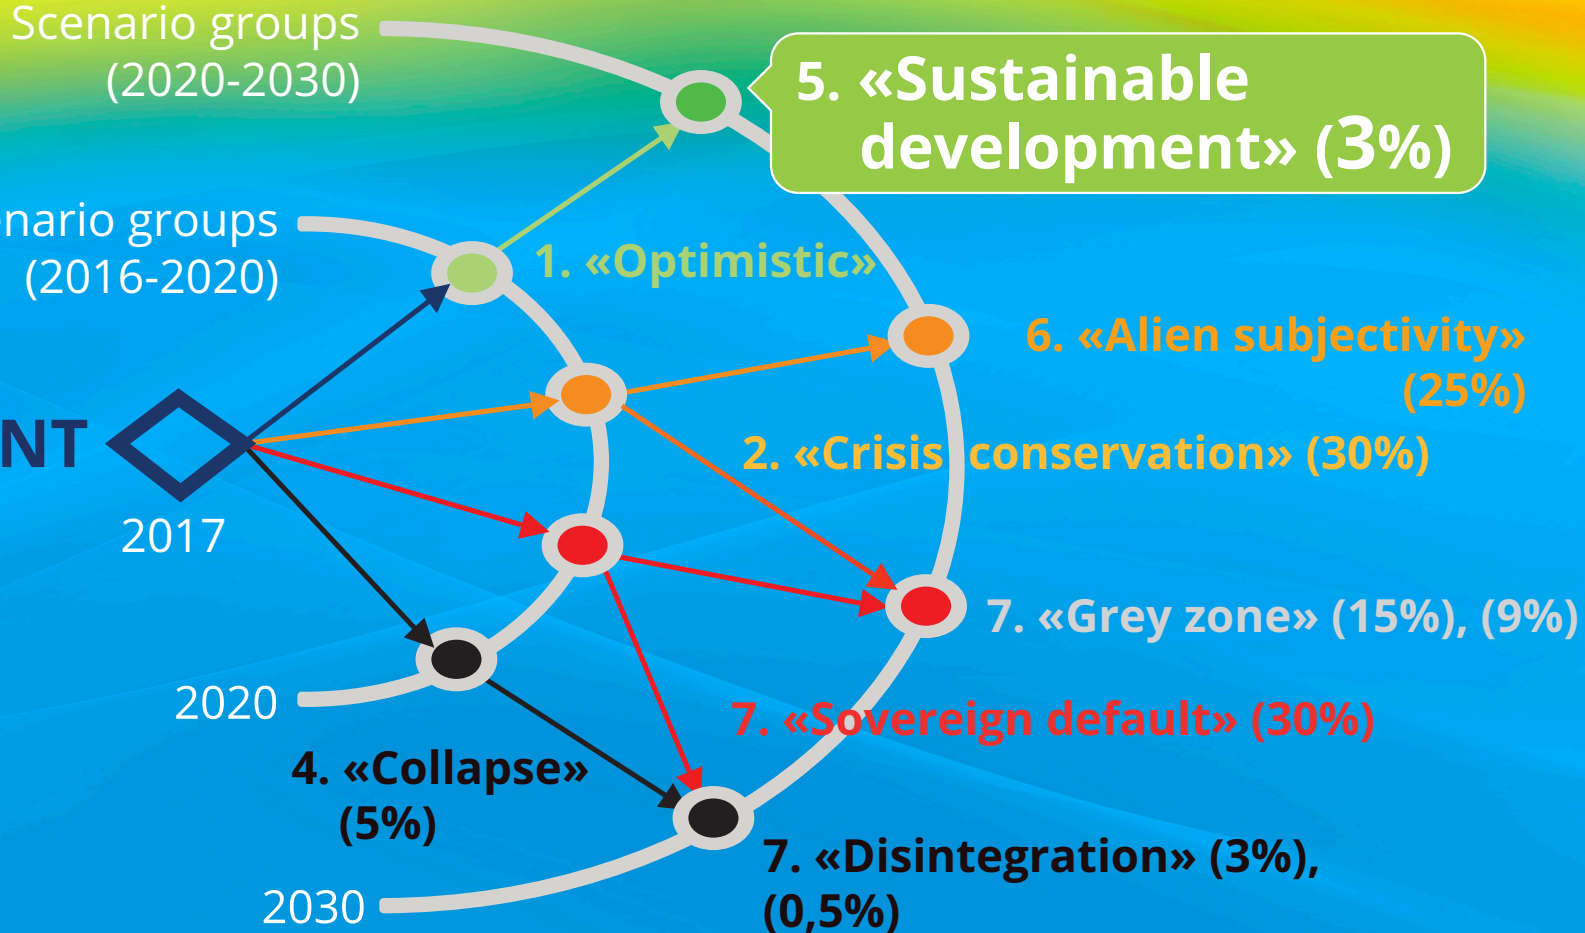 Scenario groups
(2020-2030)
5. «Sustainable
development» (3%)
nario groups
(2016-2020)
1. «Optimistic»
6. «Alien subjectivity»
(25%)
NT
2. «Crisis conservation» (30%)
2017
7. «Grey zone» (15%), (9%)
2020
7. «Sovereign default» (30%)
4. «Collapse»
(5%)
7. «Disintegration» (3%),
(0,5%)
2030